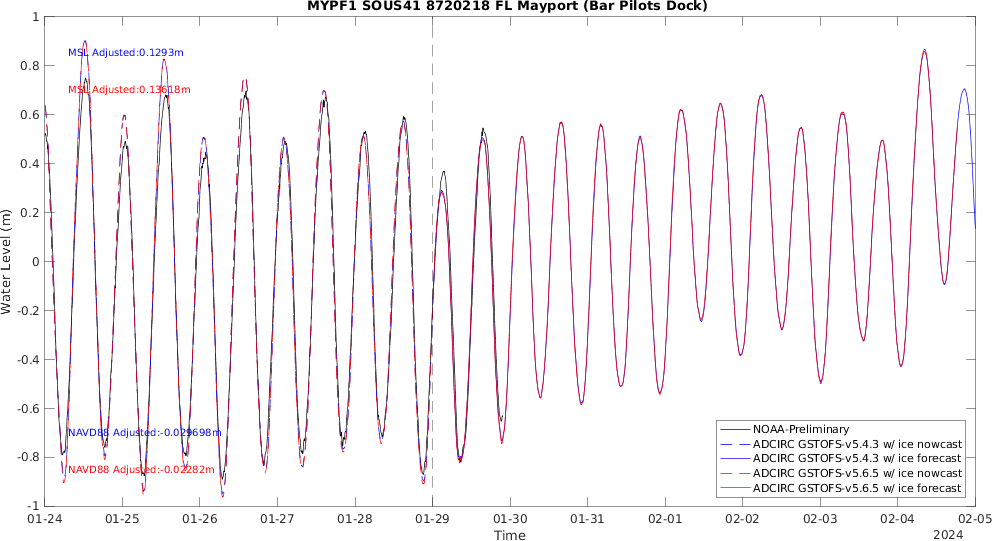 MYPF1 SOUS41 8720218 FL Mayport (Bar Pilots Dock)
1
0.8
0.6
0.4
0.2
0
-0.2
-0.4
-0.6
-0.8
-1
Water Level (m)
MSL Adjusted:0.1293m
MSL Adjusted:0.13618m
NAVD88 Adjusted:-0.029698m
NAVD88 Adjusted:-0.02282m
NOAA-Preliminary
ADCIRC GSTOFS-v5.4.3 w/ ice nowcast
ADCIRC GSTOFS-v5.4.3 w/ ice forecast
ADCIRC GSTOFS-v5.6.5 w/ ice nowcast
ADCIRC GSTOFS-v5.6.5 w/ ice forecast
01-24 01-25 01-26 01-27 01-28 01-29 01-30 01-31 02-01 02-02 02-03 02-04 02-05
Time
2024